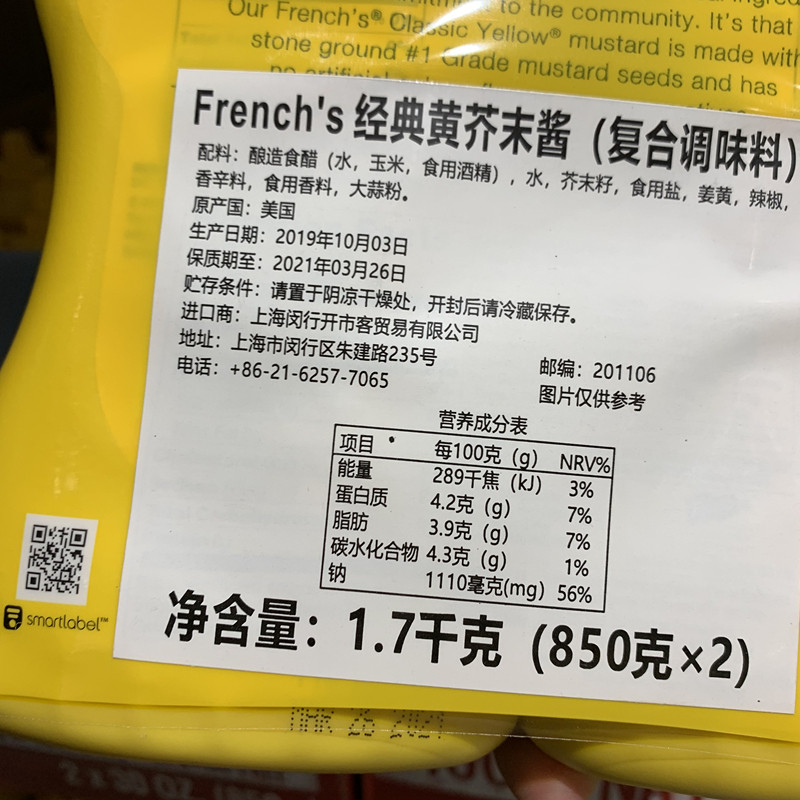 to the community. It's that
Our French's® Classic Yellow® mustard is made with
stone ground #1 Grade mustard seeds and has
French's 经典黄芥末酱（复合调味料）
配料：酿造食醋（水，玉米，食用酒精），水，芥末籽，食用盐，姜黄，辣椒，
香辛料，食用香料，大蒜粉。
原产国：美国
生产日期：2019年10月03日
保质期至：2021年03月26日
贮存条件：请置于阴凉干燥处，开封后请冷藏保存。
进口商：上海闵行开市客贸易有限公司
地址：上海市闵行区朱建路235号
邮编：201106
电话：+86-21-6257-7065
图片仅供参考
营养成分表
项目 每100克（g） NRV%
能量 289千焦（kJ） 3%
蛋白质 4.2克（g） 7%
脂肪 3.9克（g） 7%
碳水化合物 4.3克（g） 1%
钠 1110毫克(mg) 56%
净含量：1.7千克（850克×2）
smartlabel™
MAR 26 2021